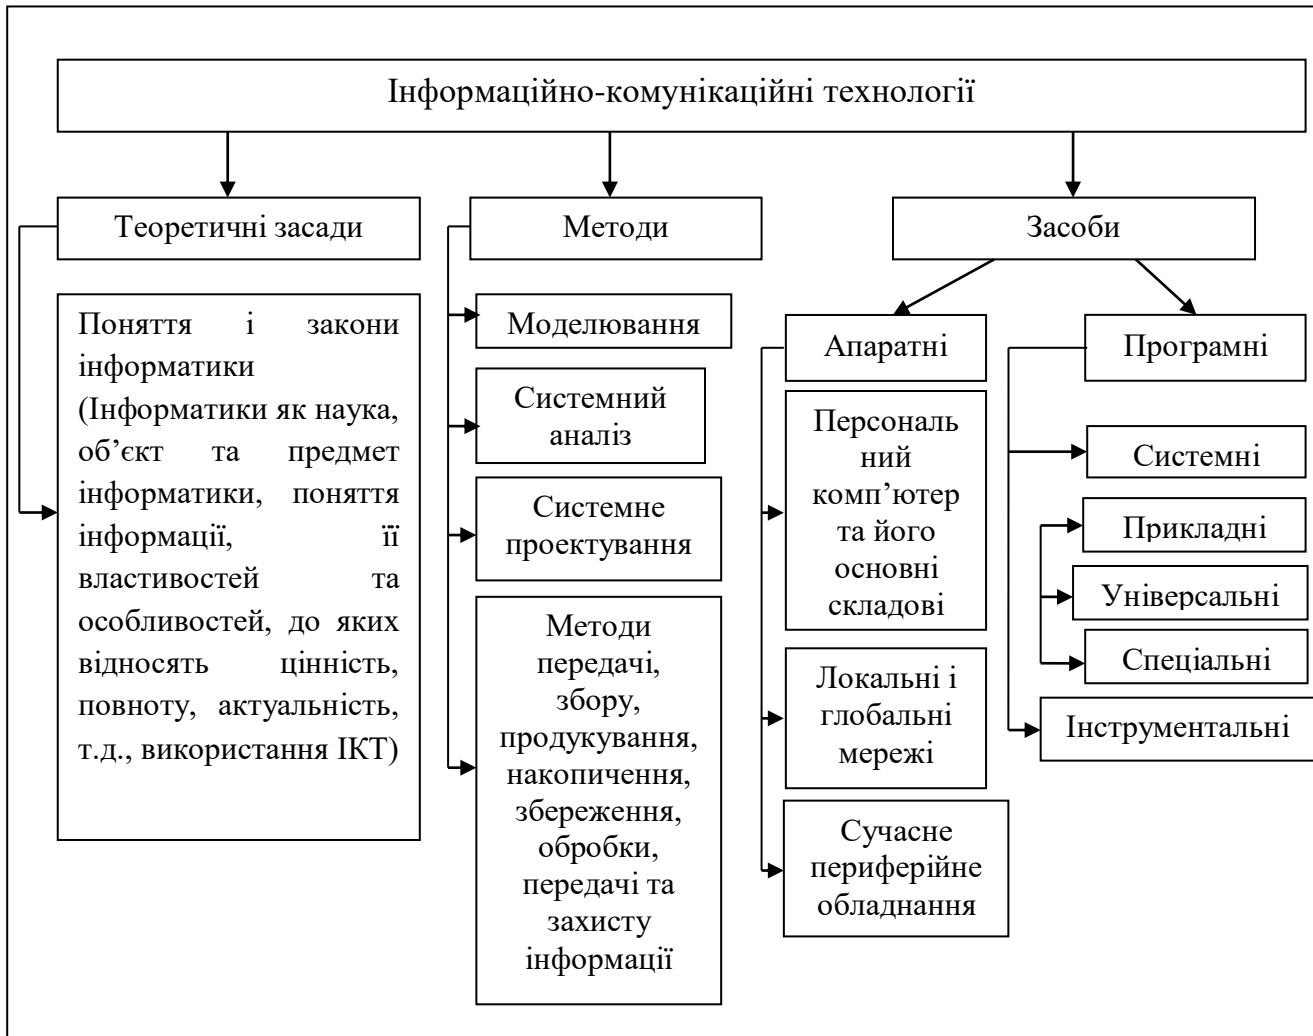 Інформаційно-комунікаційні технології
Теоретичні засади
Методи
Засоби
Поняття і закони
інформатики
(Інформатики як наука,
об’єкт та предмет
інформатики, поняття
інформації, її
властивостей та
особливостей, до яких
відносять цінність,
повноту, актуальність,
т.д., використання ІКТ)
Моделювання
Системний
аналіз
Системне
проектування
Методи
передачі,
збору,
продукування,
накопичення,
збереження,
обробки,
передачі та
захисту
інформації
Апаратні
Персональ
ний
комп’ютер
та його
основні
складові
Локальні і
глобальні
мережі
Сучасне
периферійне
обладнання
Програмні
Системні
Прикладні
Універсальні
Спеціальні
Інструментальні